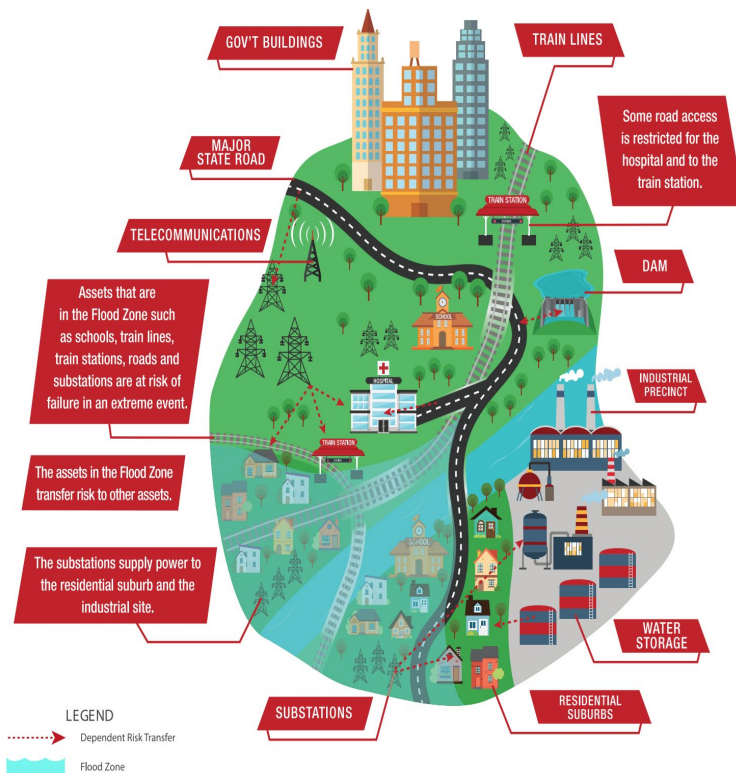 GOV'T BUILDINGS
TRAIN LINES
Some road access
is restricted for the
hospital and to the
train station.
MAJOR
STATE ROAD
TRAIN STATION
TELECOMMUNICATIONS
DAM
Assets that are
in the Flood Zone such
as schools, train lines,
train stations, roads and
substations are at risk of
failure in an extreme event.
SCHOOL
HOSPITAL
INDUSTRIAL
PRECINCT
TRAIN STATION
The assets in the Flood Zone
transfer risk to other assets.
SCHOOL
The substations supply power to
the residential suburb and the
industrial site.
WATER
STORAGE
SUBSTATIONS
RESIDENTIAL
SUBURBS
LEGEND
Dependent Risk Transfer
Flood Zone